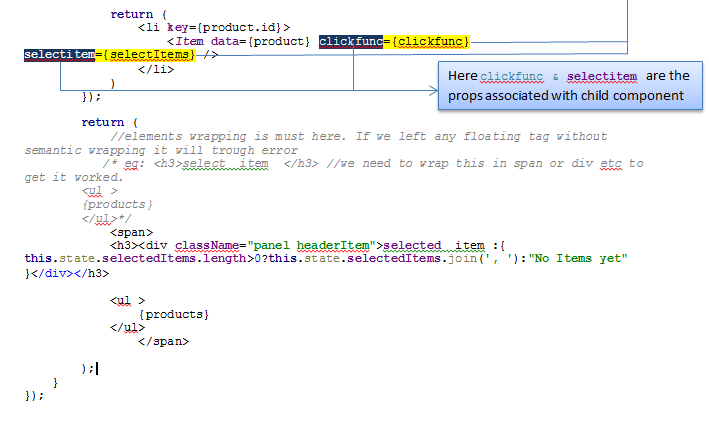 return (
<li key={product.id}>
<Item data={product} clickfunc={clickfunc}
selectitem={selectItems} />
</li>
)
});
Here clickfunc & selectitem are the
props associated with child component
return (
//elements wrapping is must here. If we left any floating tag without
semantic wrapping it will trough error
/* eg: <h3>select item </h3> //we need to wrap this in span or div etc to
get it worked.
<ul >
{products}
</ul>*/
<span>
<h3><div className="panel headerItem">selected item :{
this.state.selectedItems.length>0?this.state.selectedItems.join(', '):"No Items yet"
}</div></h3>
<ul >
{products}
</ul>
</span>
);
}
});